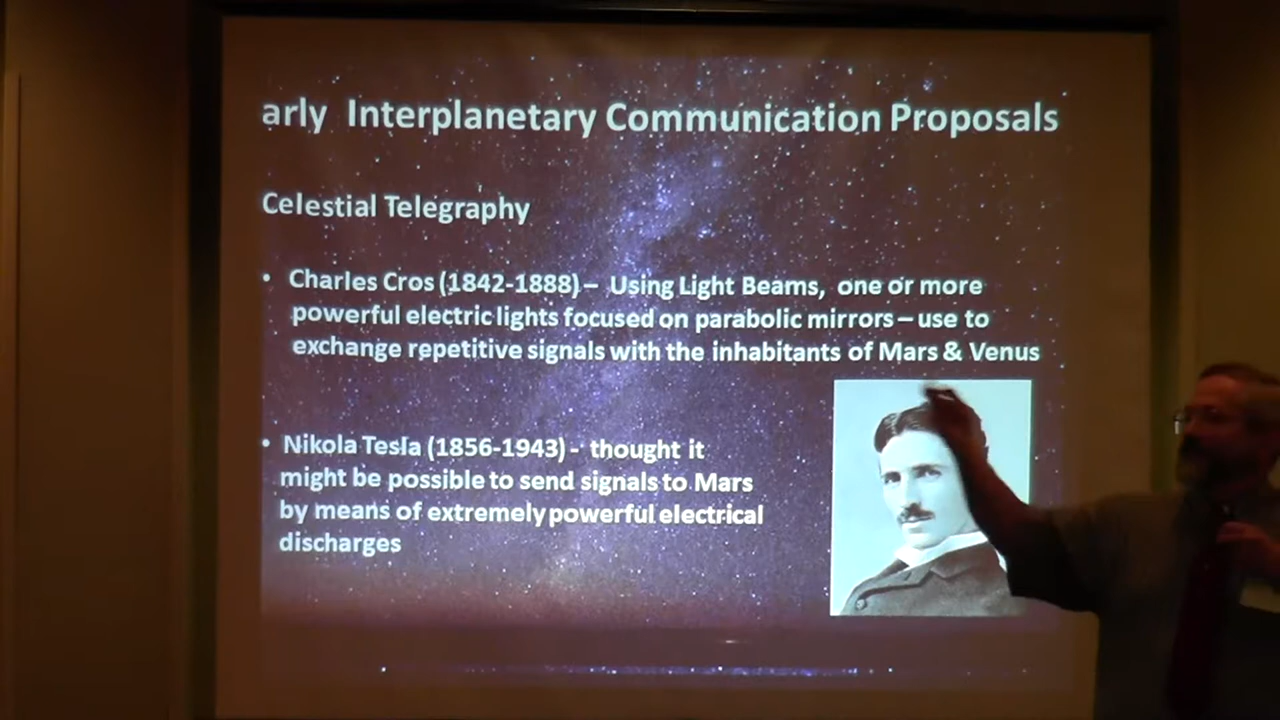 arly Interplanetary Communication Proposals
Celestial Telegraphy
• Charles Cros (1842-1888) – Using Light Beams, one or more
powerful electric lights focused on parabolic mirrors – use to
exchange repetitive signals with the inhabitants of Mars & Venus
• Nikola Tesla (1856-1943) - thought it
might be possible to send signals to Mars
by means of extremely powerful electrical
discharges